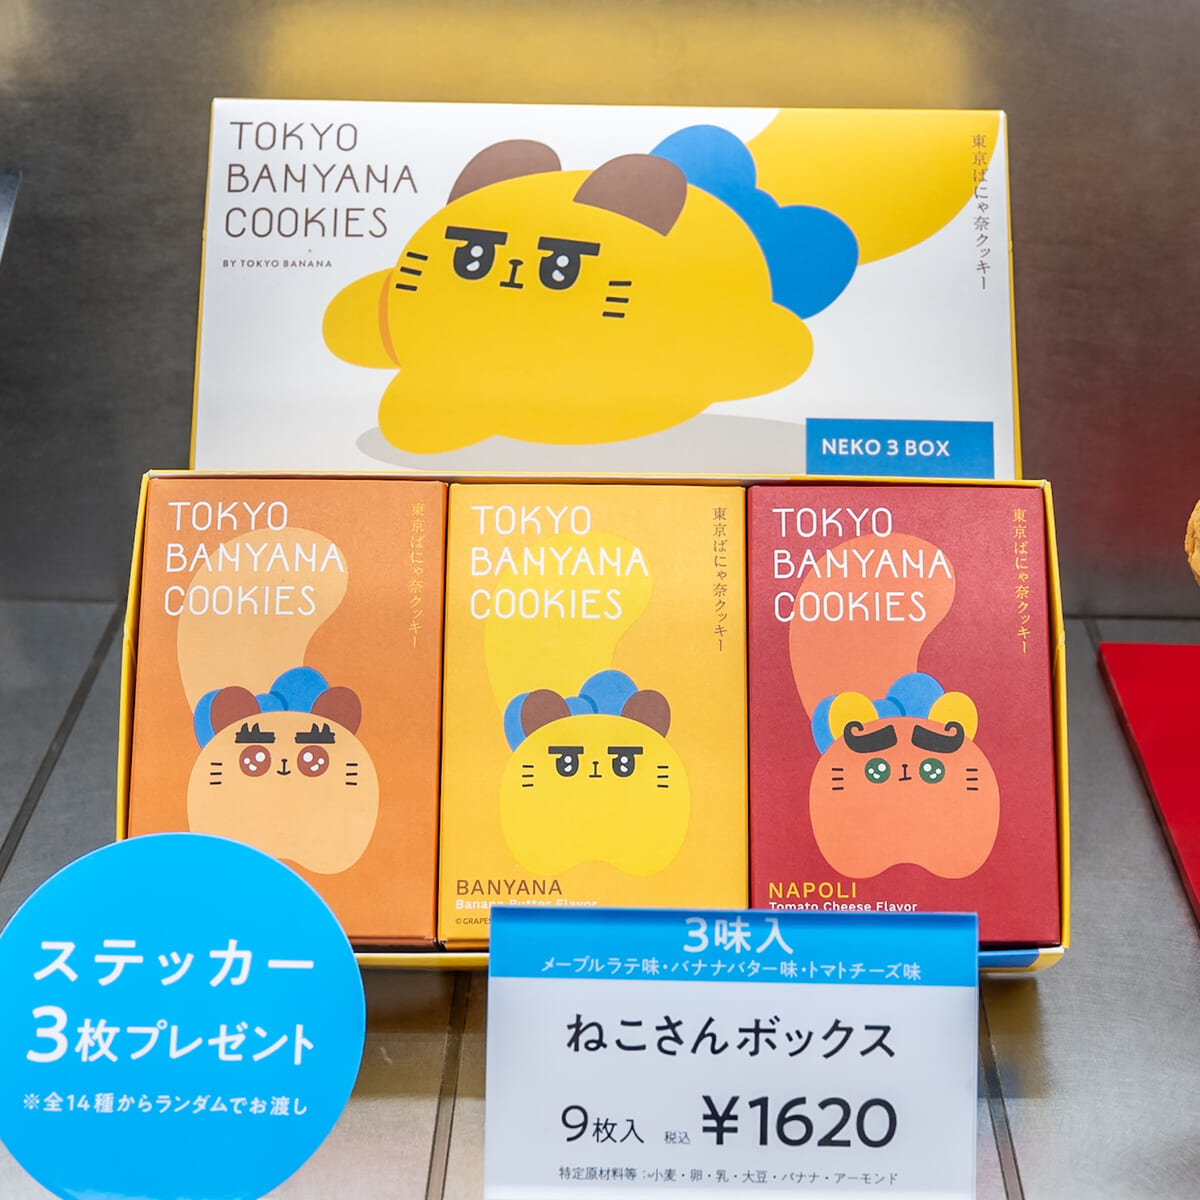 TOKYO
BANYANA
COOKIES
BY TOKYO BANANA
東京ばにゃ奈クッキー
NEKO 3 BOX
TOKYO
BANYANA
COOKIES
東京ばにゃ奈クッキー
TOKYO
BANYANA
COOKIES
東京ばにゃ奈クッキー
BANYANA
Banana Butter Flavor
TOKYO
BANYANA
COOKIES
東京ばにゃ奈クッキー
NAPOLI
Tomato Cheese Flavor
ステッカー
3枚プレゼント
※全14種からランダムでお渡し
3味入
メープルラテ味・バナナバター味・トマトチーズ味
ねこさんボックス
9枚入 税込 ¥1620
特定原材料等:小麦・卵・乳・大豆・バナナ・アーモンド